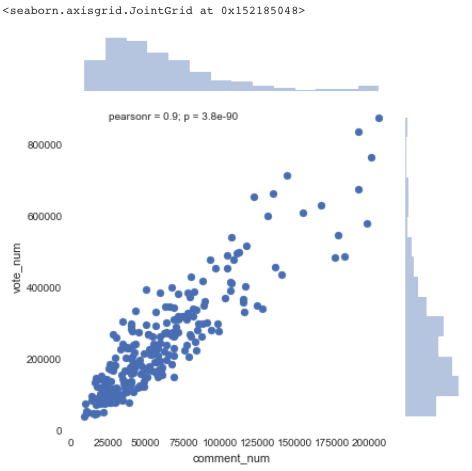 <seaborn.axisgrid.JointGrid at 0x152185048>
pearsonr = 0.9; p = 3.8e-90
800000
600000
400000
200000
0
vote_num
0 25000 50000 75000 100000 125000 150000 175000 200000
comment_num